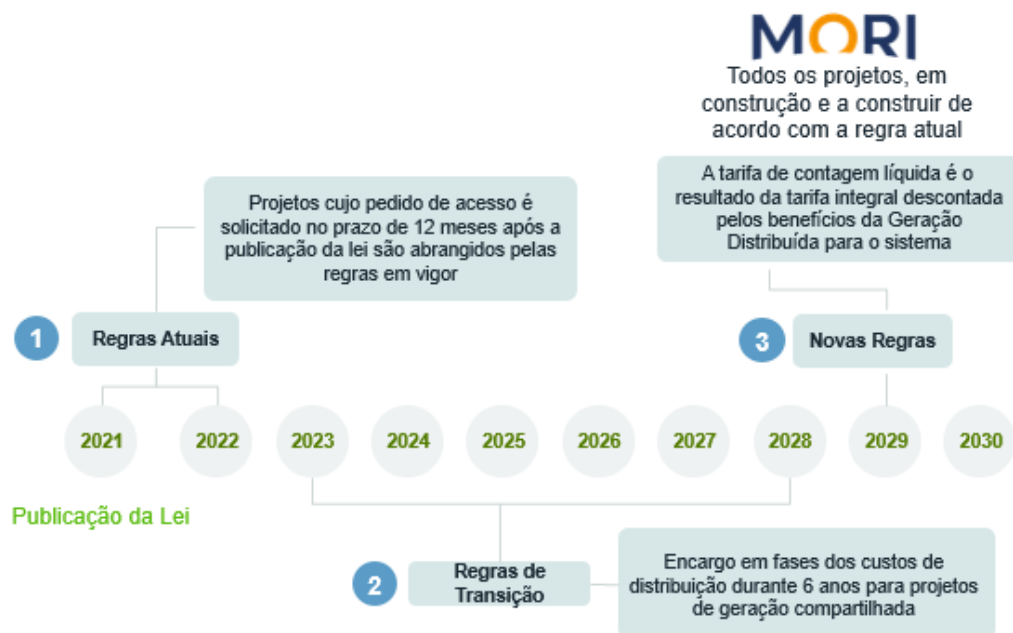 MORI
Todos os projetos, em
construção e a construir de
acordo com a regra atual
Projetos cujo pedido de acesso é
solicitado no prazo de 12 meses após a
publicação da lei são abrangidos pelas
regras em vigor
A tarifa de contagem líquida é o
resultado da tarifa integral descontada
pelos benefícios da Geração
Distribuída para o sistema
1
Regras Atuais
3
Novas Regras
2021
2022
2023
2024
2025
2026
2027
2028
2029
2030
Publicação da Lei
2
Regras de
Transição
Encargo em fases dos custos de
distribuição durante 6 anos para projetos
de geração compartilhada